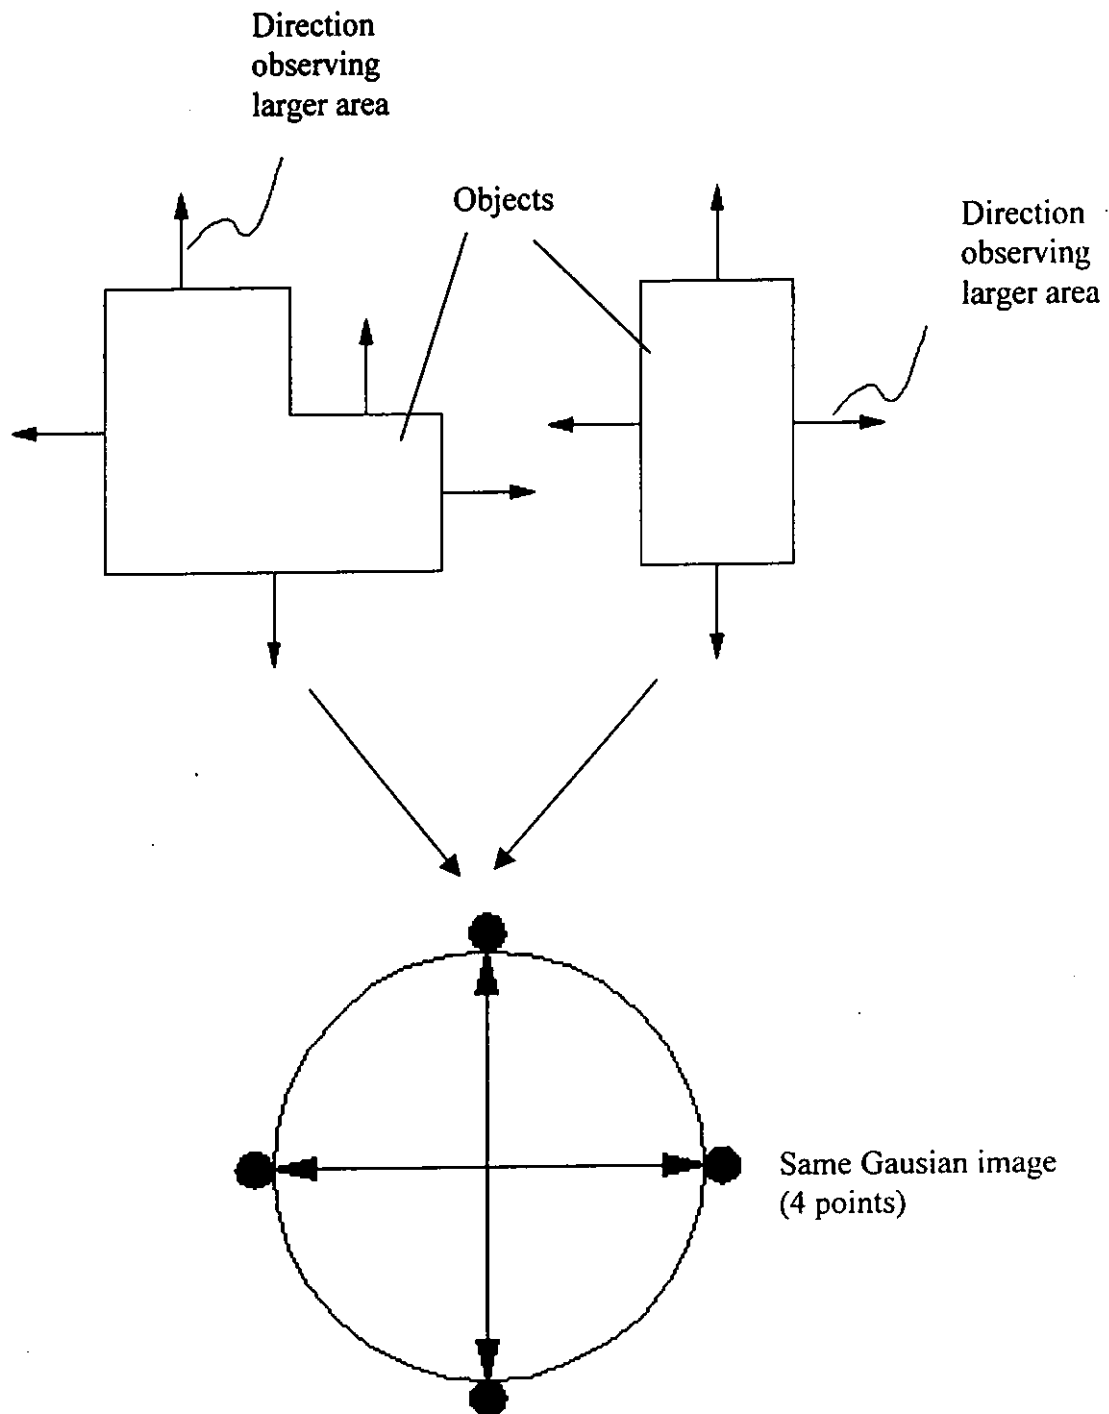 Direction
observing
larger area
Objects
Direction
observing
larger area
Same Gausian image
(4 points)